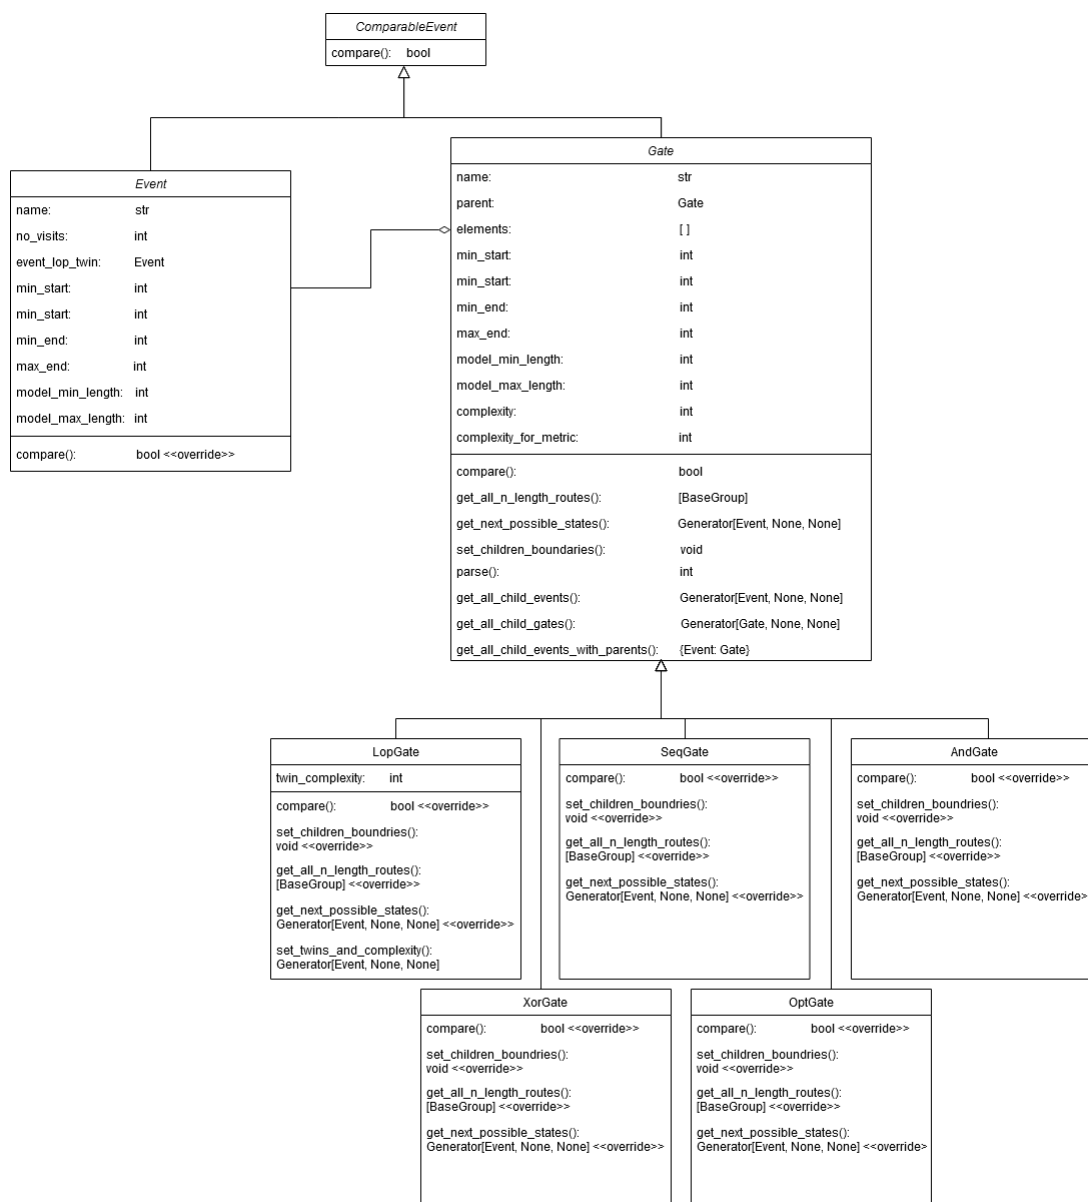 ComparableEvent
compare(): bool
Event
name: str
no_visits: int
event_lop_twin: Event
min_start: int
min_start: int
min_end: int
max_end: int
model_min_length: int
model_max_length: int
compare(): bool <<override>>
Gate
name: str
parent: Gate
elements: [ ]
min_start: int
min_start: int
min_end: int
max_end: int
model_min_length: int
model_max_length: int
complexity: int
complexity_for_metric: int
compare(): bool
get_all_n_length_routes(): [BaseGroup]
get_next_possible_states(): Generator[Event, None, None]
set_children_boundaries(): void
parse(): int
get_all_child_events(): Generator[Event, None, None]
get_all_child_gates(): Generator[Gate, None, None]
get_all_child_events_with_parents(): {Event: Gate}
LopGate
twin_complexity: int
compare(): bool <<override>>
set_children_boundries():
void <<override>>
get_all_n_length_routes():
[BaseGroup] <<override>>
get_next_possible_states():
Generator[Event, None, None] <<override>>
set_twins_and_complexity():
Generator[Event, None, None]
SeqGate
compare(): bool <<override>>
set_children_boundries():
void <<override>>
get_all_n_length_routes():
[BaseGroup] <<override>>
get_next_possible_states():
Generator[Event, None, None] <<override>>
AndGate
compare(): bool <<override>>
set_children_boundries():
void <<override>>
get_all_n_length_routes():
[BaseGroup] <<override>>
get_next_possible_states():
Generator[Event, None, None] <<override>
XorGate
compare(): bool <<override>>
set_children_boundries():
void <<override>>
get_all_n_length_routes():
[BaseGroup] <<override>>
get_next_possible_states():
Generator[Event, None, None] <<override>>
OptGate
compare(): bool <<override>>
set_children_boundries():
void <<override>>
get_all_n_length_routes():
[BaseGroup] <<override>>
get_next_possible_states():
Generator[Event, None, None] <<override>